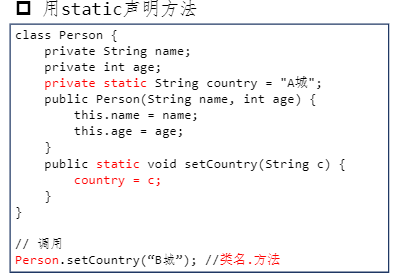 用static声明方法
class Person {
    private String name;
    private int age;
    private static String country = "A城";
    public Person(String name, int age) {
        this.name = name;
        this.age = age;
    }
    public static void setCountry(String c) {
        country = c;
    }
}
// 调用
Person.setCountry(“B城”); //类名.方法